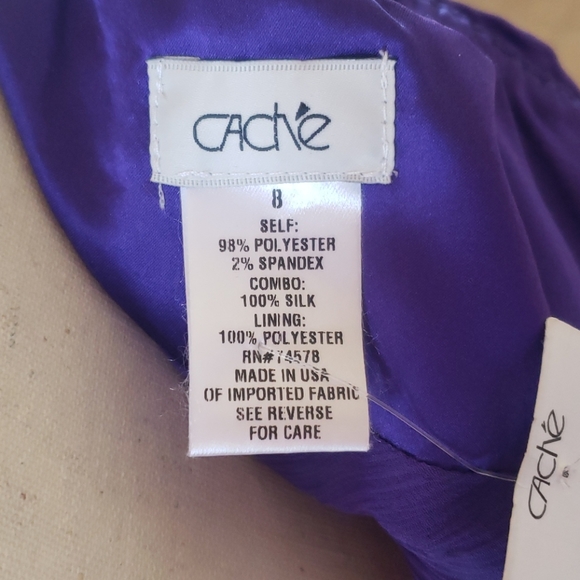 CAChé
8
SELF:
98% POLYESTER
2% SPANDEX
COMBO:
100% SILK
LINING:
100% POLYESTER
RN#74578
MADE IN USA
OF IMPORTED FABRIC
SEE REVERSE
FOR CARE
CAChé